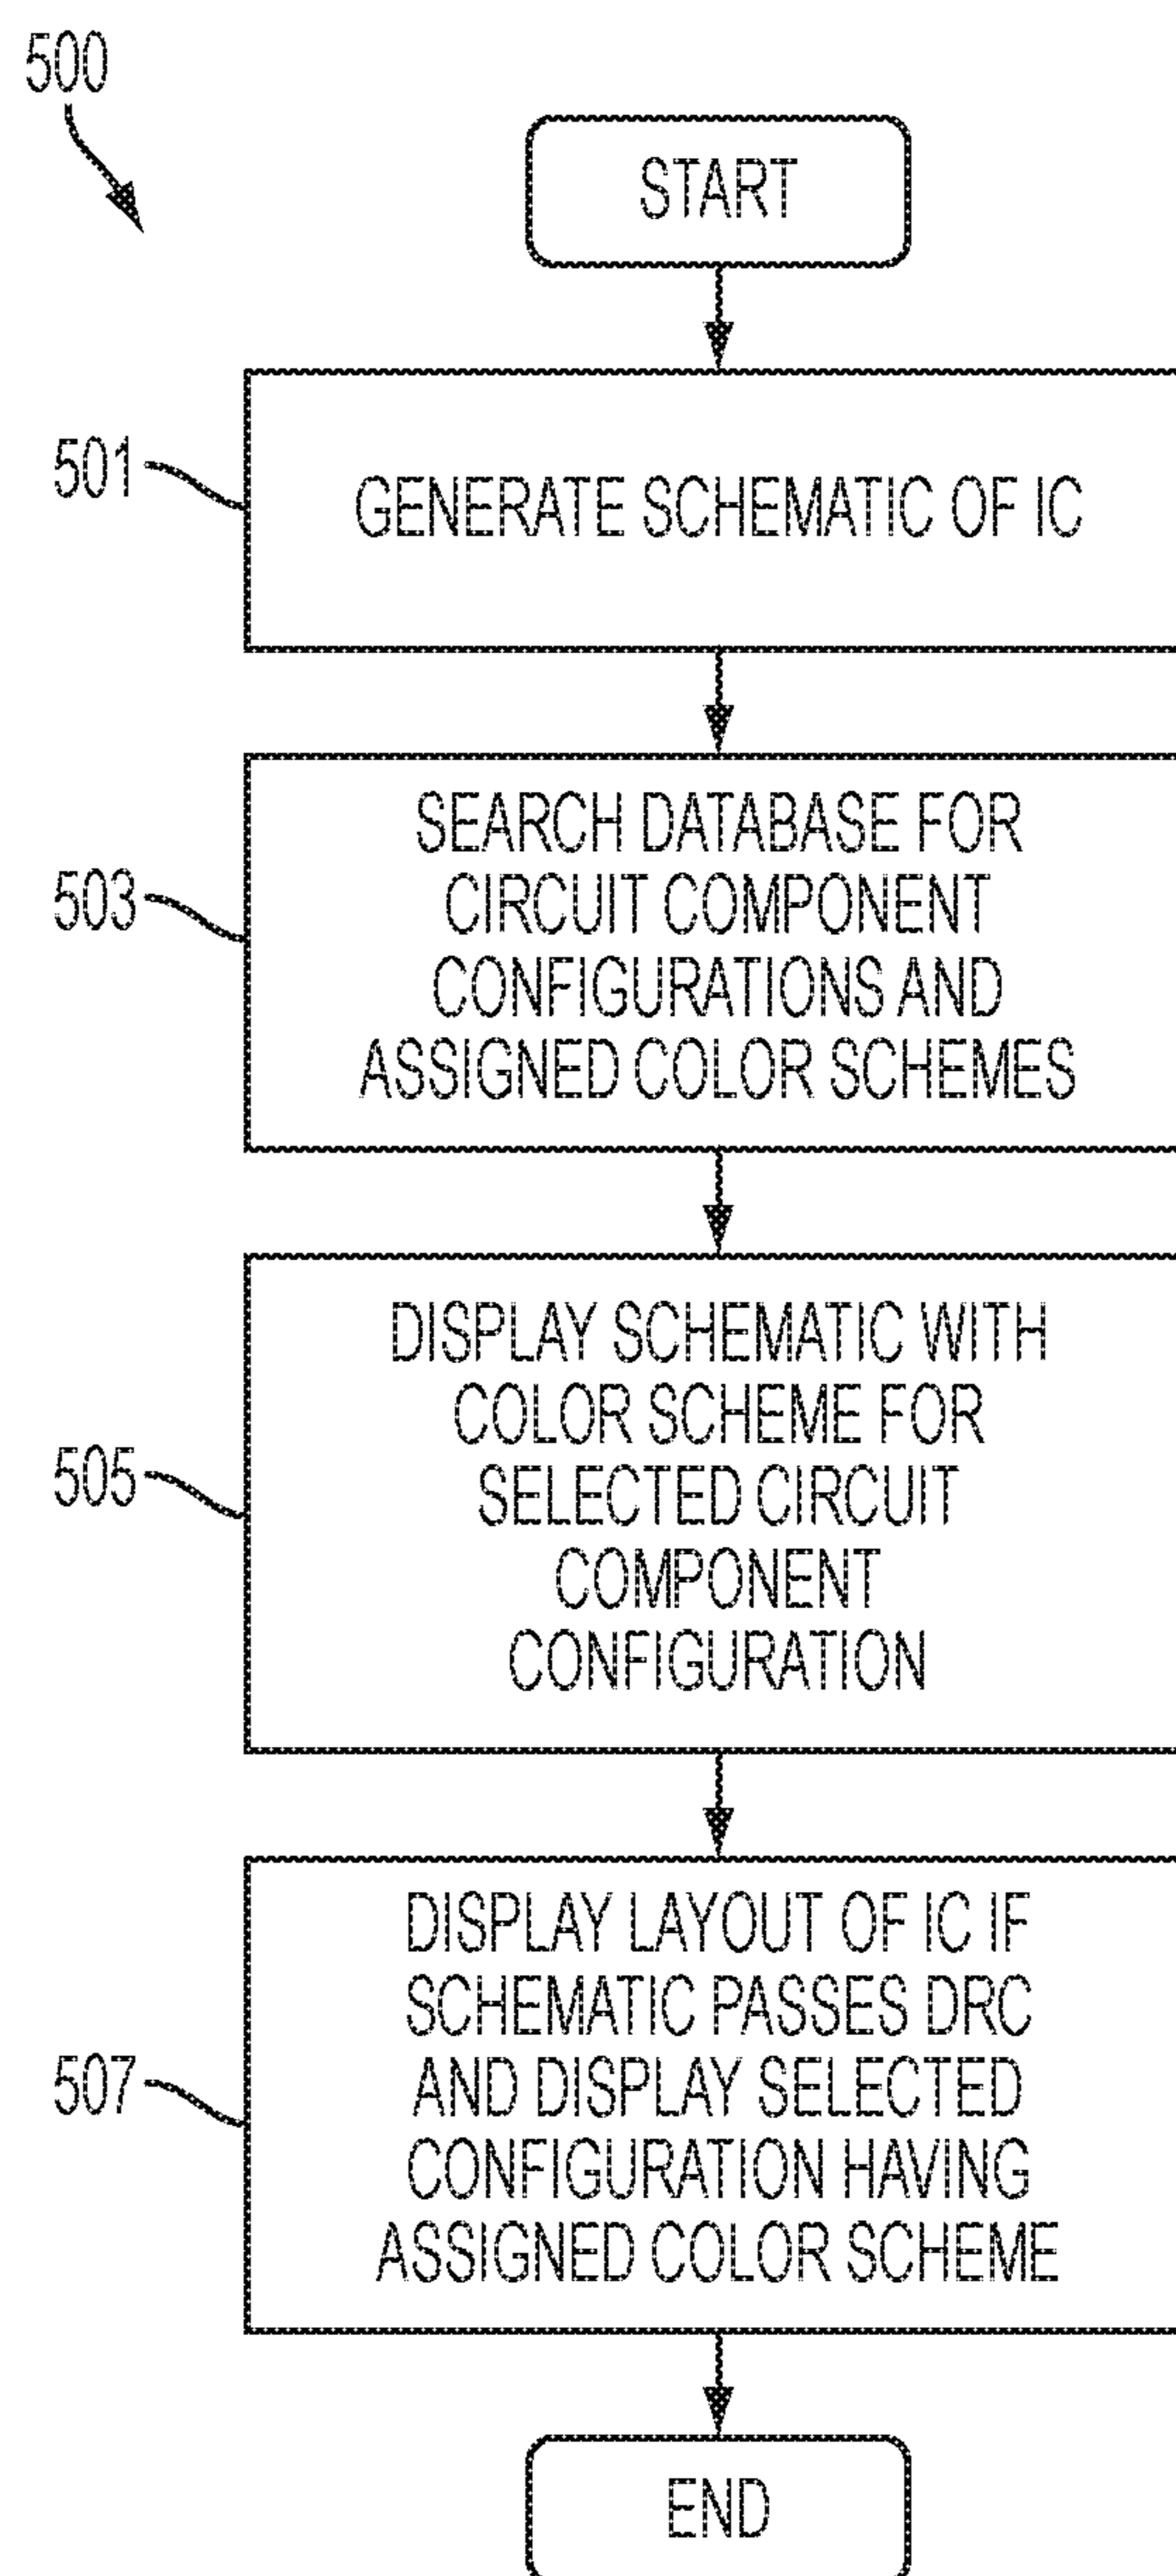 500
START
501
GENERATE SCHEMATIC OF IC
503
SEARCH DATABASE FOR
CIRCUIT COMPONENT
CONFIGURATIONS AND
ASSIGNED COLOR SCHEMES
505
DISPLAY SCHEMATIC WITH
COLOR SCHEME FOR
SELECTED CIRCUIT
COMPONENT
CONFIGURATION
507
DISPLAY LAYOUT OF IC IF
SCHEMATIC PASSES DRC
AND DISPLAY SELECTED
CONFIGURATION HAVING
ASSIGNED COLOR SCHEME
END